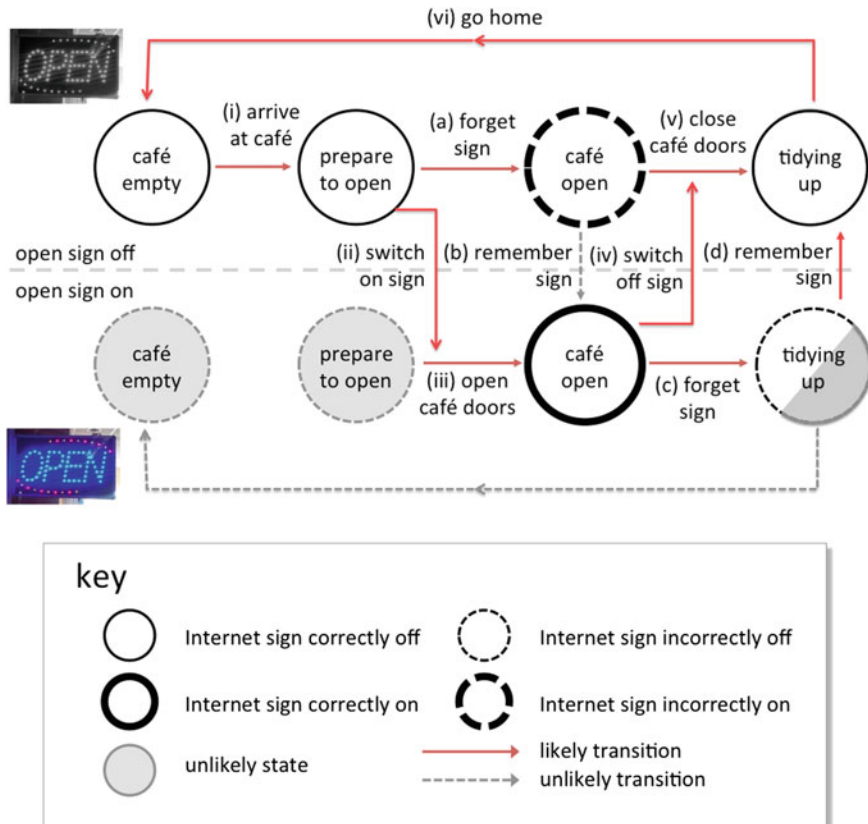 (vi) go home
OPEN
(i) arrive
at café
(a) forget
sign
(v) close
café doors
café
empty
prepare
to open
café
open
tidying
up
open sign off
(ii) switch
on sign
(b) remember
sign
(iv) switch
off sign
(d) remember
sign
open sign on
café
empty
prepare
to open
(iii) open
café doors
café
open
(c) forget
sign
tidying
up
OPEN
key
Internet sign correctly off
Internet sign incorrectly off
Internet sign correctly on
Internet sign incorrectly on
unlikely state
likely transition
unlikely transition